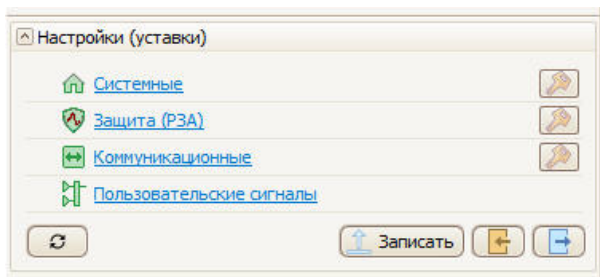 Настройки (уставки)
Системные
Защита (РЗА)
Коммуникационные
Пользовательские сигналы
Записать